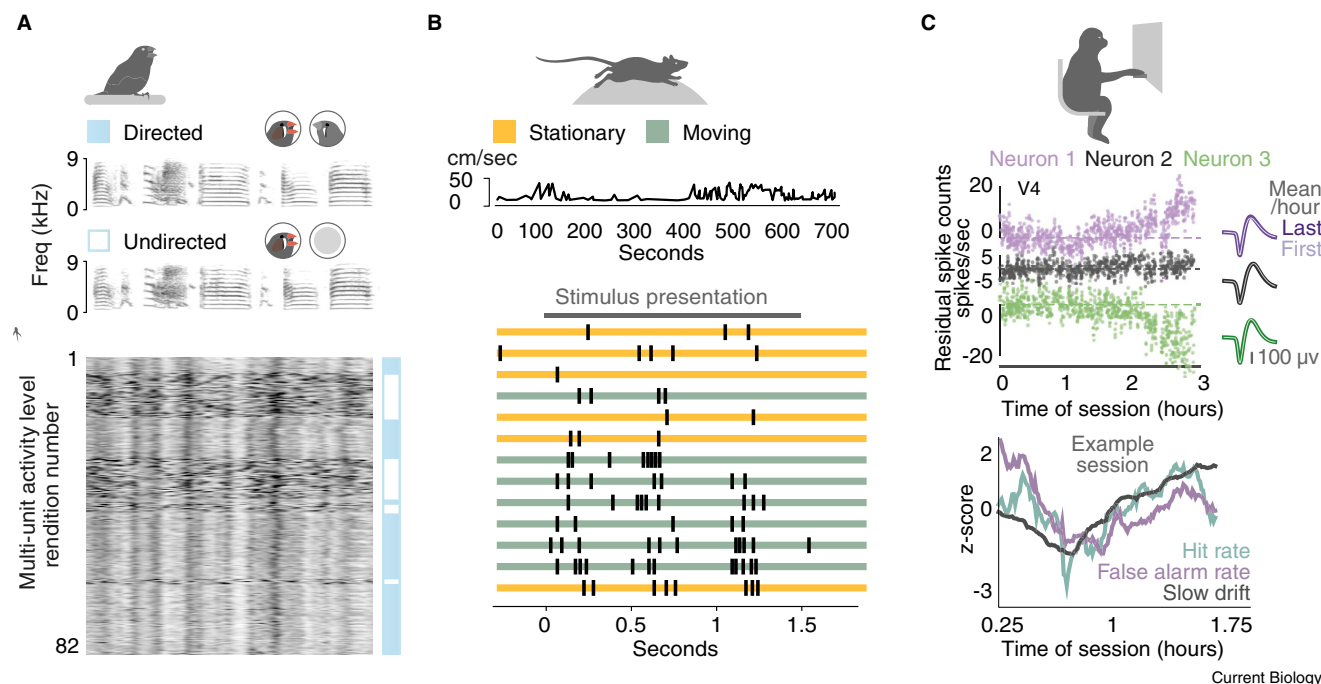 A
Directed
9
0
Undirected
9
0
Freq (kHz)
1
82
Multi-unit activity level
rendition number
B
Stationary
Moving
cm/sec
50
0
0 100 200 300 400 500 600 700
Seconds
Stimulus presentation
0 0.5 1 1.5
Seconds
C
Neuron 1 Neuron 2 Neuron 3
V4
20
0
5
-5
0
-20
Residual spike counts
spikes/sec
Mean
/hour
Last
First
100 μv
0 1 2 3
Time of session (hours)
Example
session
2
0
-3
z-score
Hit rate
False alarm rate
Slow drift
0.25 1 1.75
Time of session (hours)
Current Biology